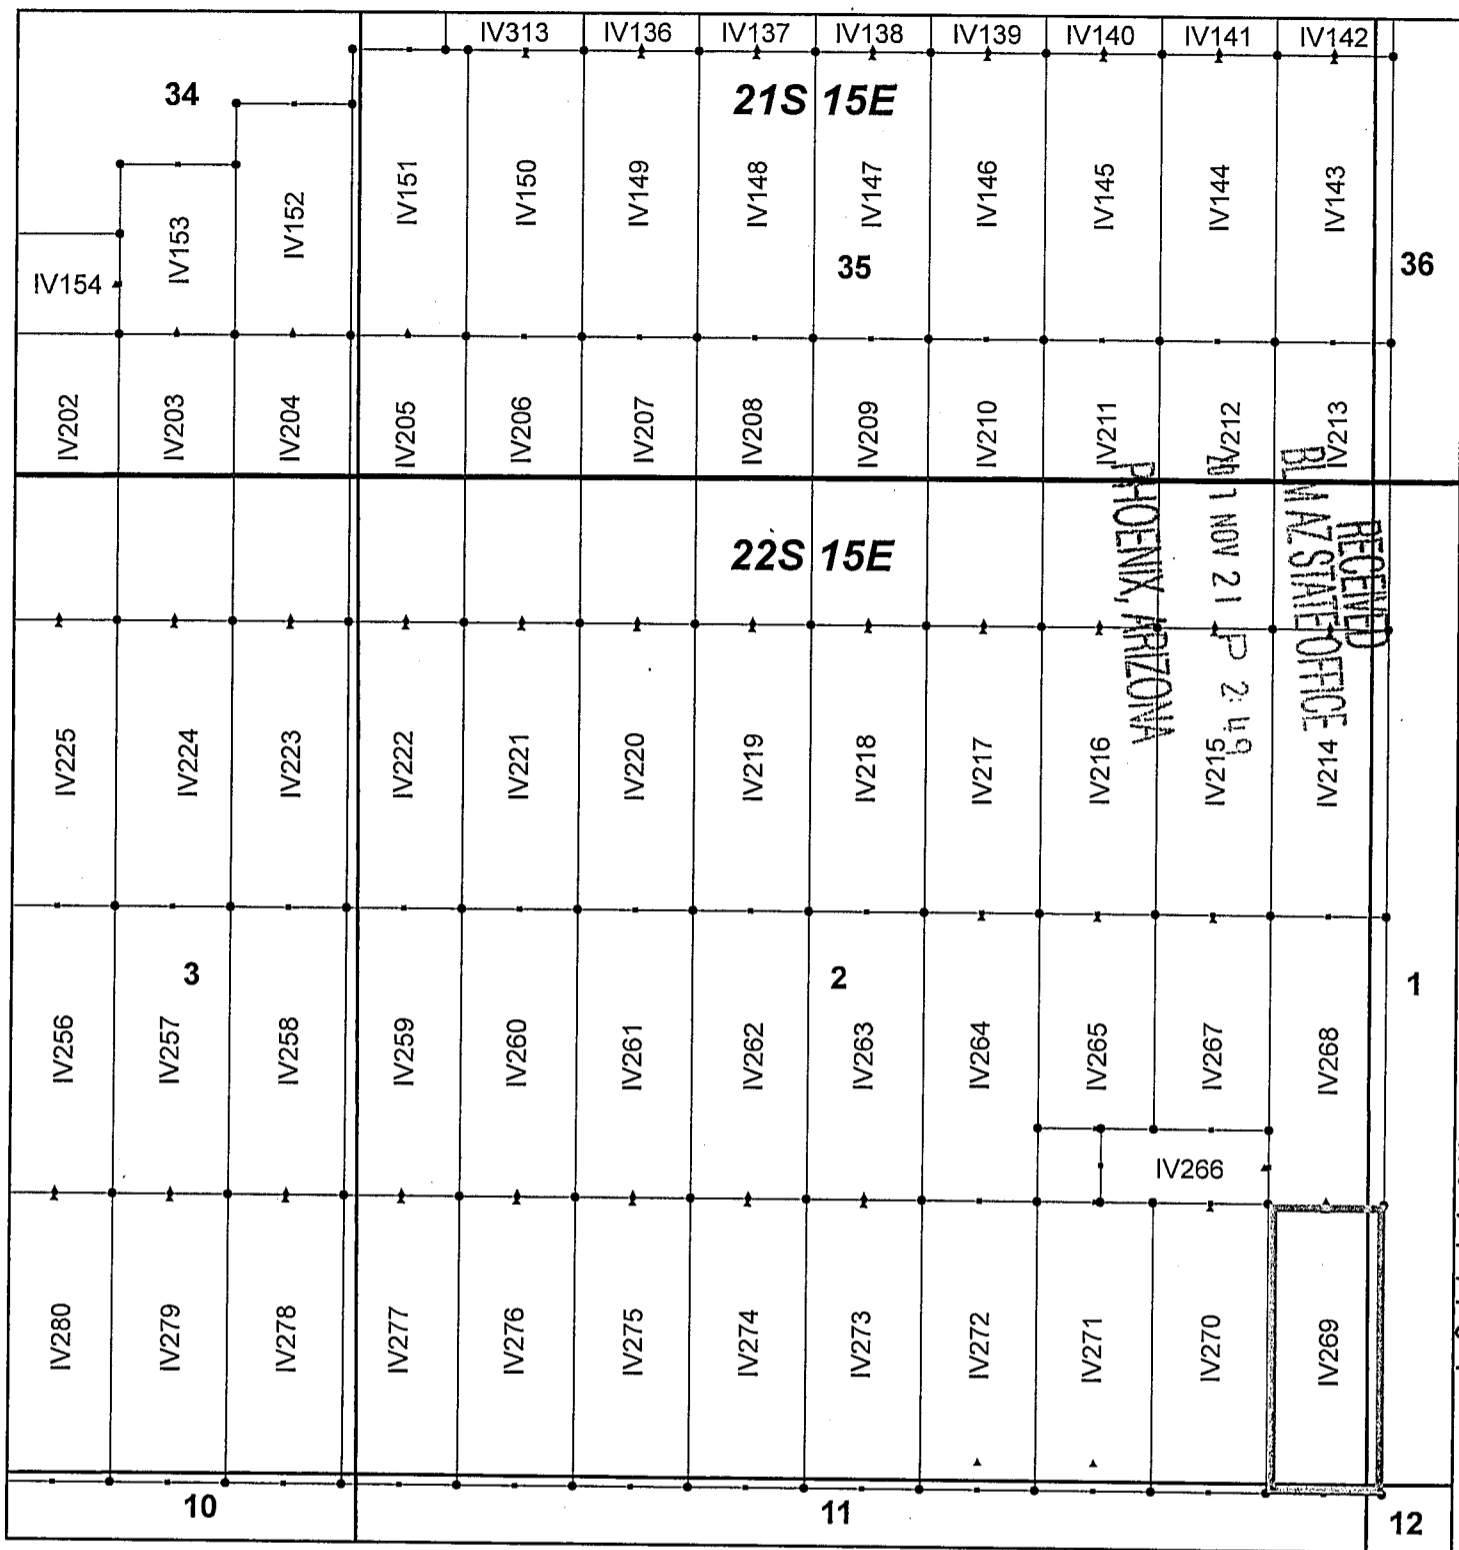 IV313 IV136 IV137 IV138 IV139 IV140 IV141 IV142
34
21S 15E
IV154 IV153 IV152 IV151 IV150 IV149 IV148 IV147 IV146 IV145 IV144 IV143
35
36
IV202 IV203 IV204 IV205 IV206 IV207 IV208 IV209 IV210 IV211 IV212 IV213
22S 15E
RECEIVED
BLM AZ STATE OFFICE
NOV 21 P 2:49
PHOENIX, ARIZONA
IV225 IV224 IV223 IV222 IV221 IV220 IV219 IV218 IV217 IV216 IV215 IV214
3
2
1
IV256 IV257 IV258 IV259 IV260 IV261 IV262 IV263 IV264 IV265 IV267 IV268
IV266
IV280 IV279 IV278 IV277 IV276 IV275 IV274 IV273 IV272 IV271 IV270 IV269
10
11
12